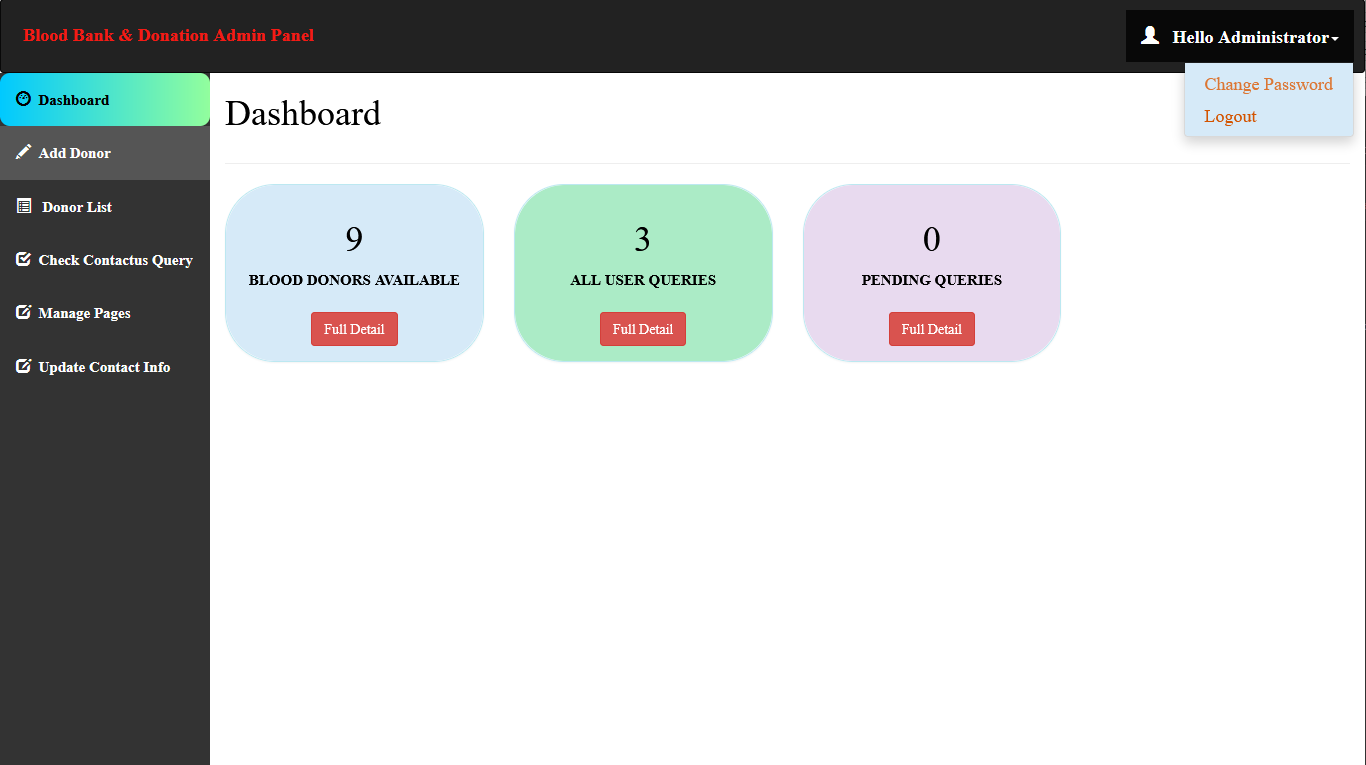 Blood Bank & Donation Admin Panel
Hello Administrator
Change Password
Logout
Dashboard
Add Donor
Donor List
Check Contactus Query
Manage Pages
Update Contact Info
Dashboard
9
BLOOD DONORS AVAILABLE
Full Detail
3
ALL USER QUERIES
Full Detail
0
PENDING QUERIES
Full Detail